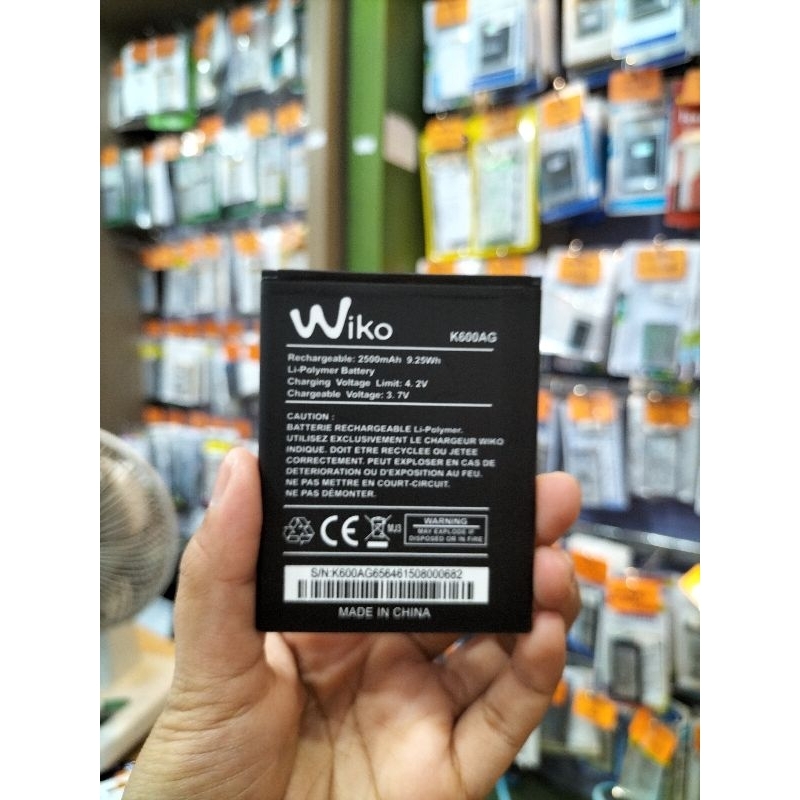 Wiko
K600AG
Rechargeable: 2500mAh 9.25Wh
Li-Polymer Battery
Charging Voltage Limit: 4. 2V
Chargeable Voltage: 3. 7V
CAUTION :
BATTERIE RECHARGEABLE Li-Polymer.
UTILISEZ EXCLUSIVEMENT LE CHARGEUR WIKO
INDIQUE. DOIT ETRE RECYCLEE OU JETEE
CORRECTEMENT. PEUT EXPLOSER EN CAS DE
DETERIORATION OU D'EXPOSITION AU FEU.
NE PAS METTRE EN COURT-CIRCUIT.
NE PAS DÉMONTER.
CE
MJ3
WARNING
MAY EXPLODE IF
DISPOSED OR IN FIRE
S/N:K600AG656461508000682
MADE IN CHINA